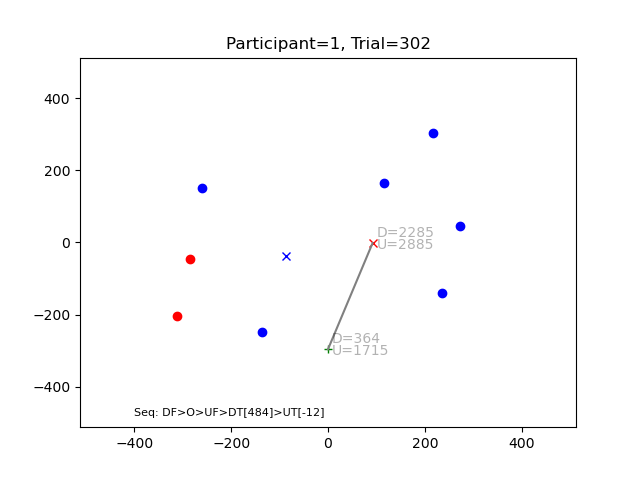 Participant=1, Trial=302
400
200
0
−200
−400
D=2285
U=2885
D=364
U=1715
Seq: DF>O>UF>DT[484]>UT[-12]
−400
−200
0
200
400